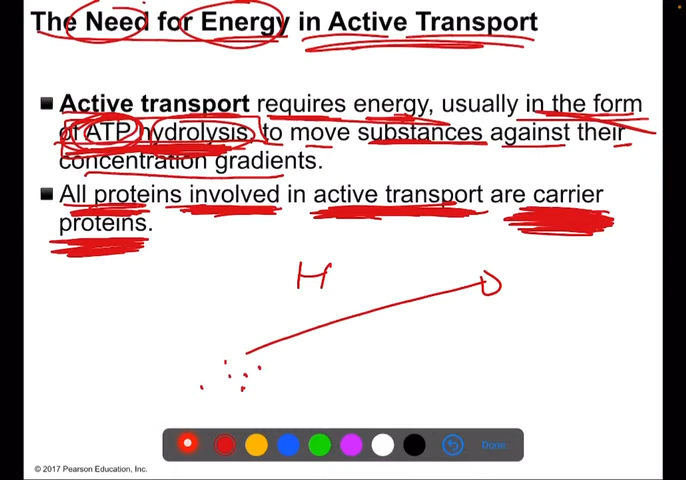 The Need for Energy in Active Transport
Active transport requires energy, usually in the form
of ATP hydrolysis, to move substances against their
concentration gradients.
All proteins involved in active transport are carrier
proteins.
H
Done
© 2017 Pearson Education, Inc.